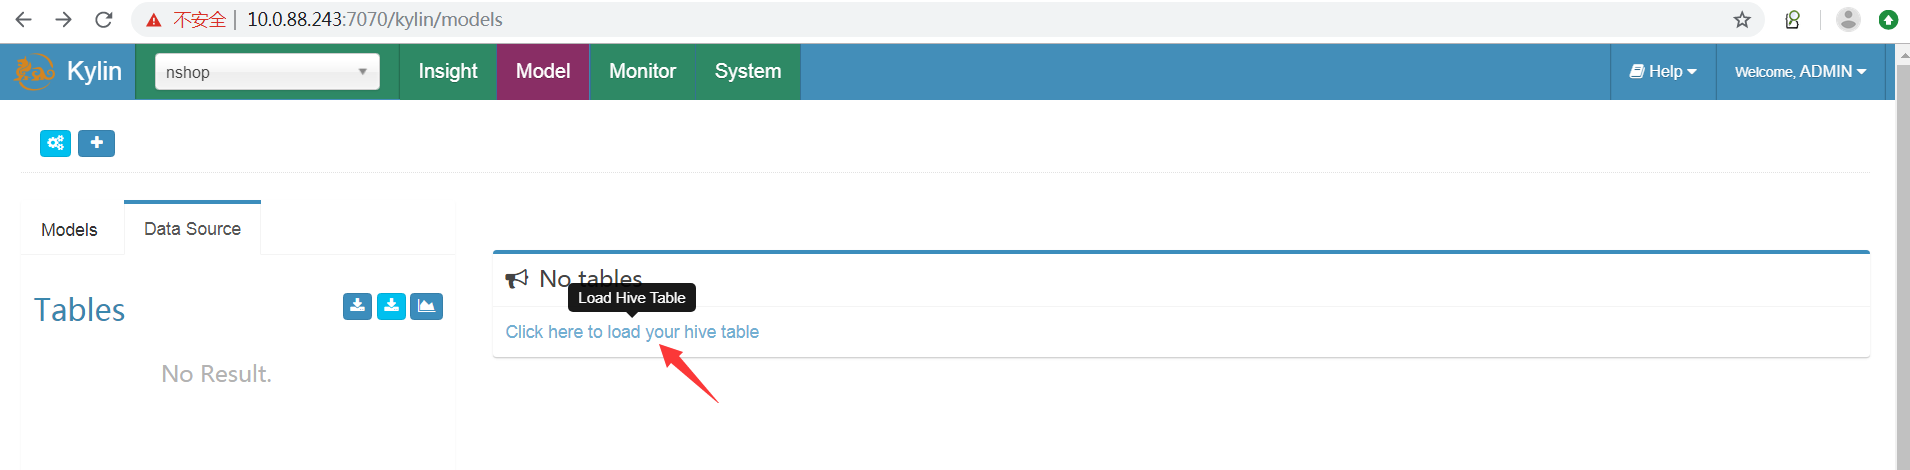 不安全 10.0.88.243:7070/kylin/models
Kylin nshop Insight Model Monitor System Help Welcome, ADMIN
Models Data Source
No tables
Load Hive Table
Tables
Click here to load your hive table
No Result.